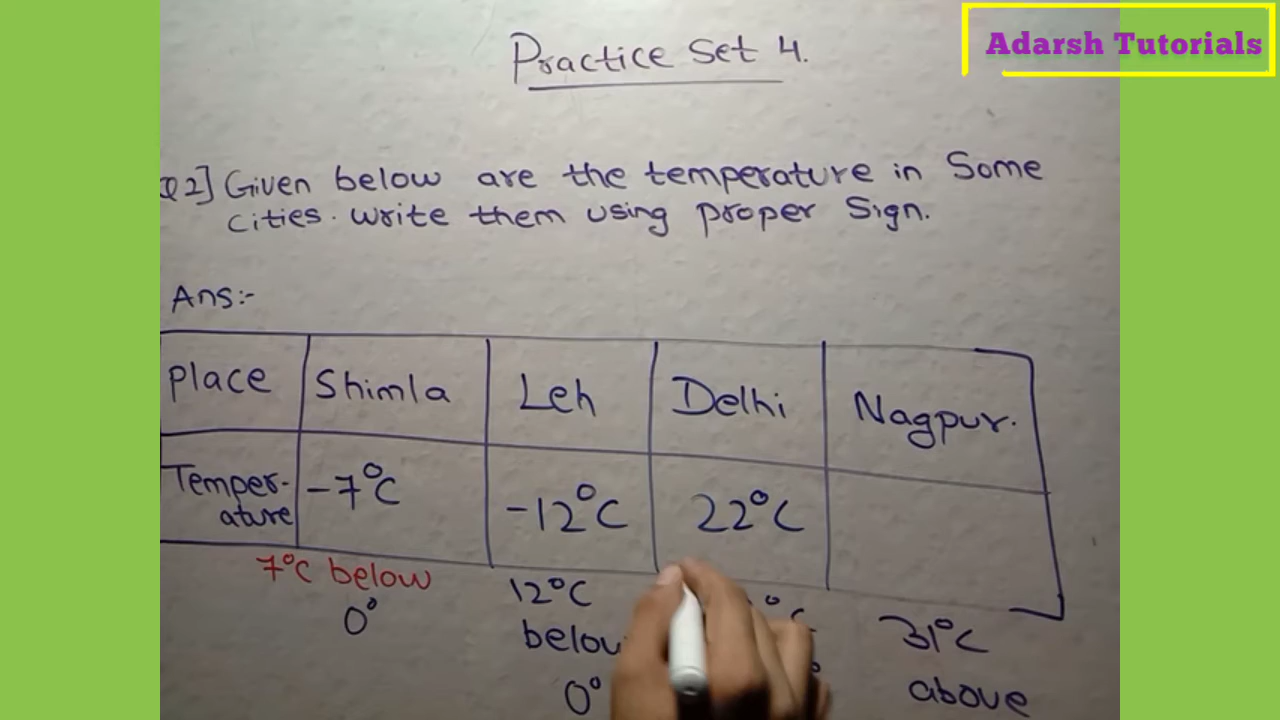 Adarsh Tutorials
Practice Set 4.
Q2] Given below are the temperature in Some
cities. write them using proper Sign.
Ans:-
Place Shimla Leh Delhi Nagpur.
Temper- -7°C -12°C 22°C
ature
7°C below 12°C °C 31°C
0° below above
0°